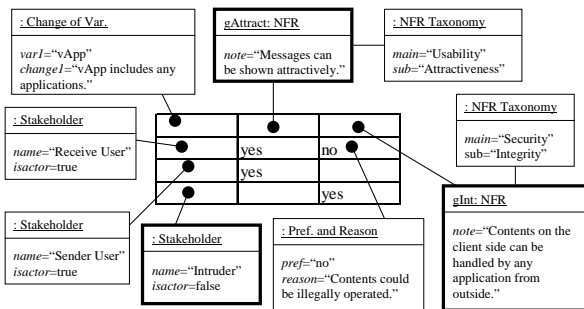 : Change of Var.
var1=“vApp”
change1=“vApp includes any
applications.”
gAttract: NFR
note=“Messages can
be shown attractively.”
: NFR Taxonomy
main=“Usability”
sub=“Attractiveness”
: NFR Taxonomy
main=“Security”
sub=“Integrity”
: Stakeholder
name=“Receive User”
isactor=true
yes no
yes
yes
: Stakeholder
name=“Sender User”
isactor=true
: Stakeholder
name=“Intruder”
isactor=false
: Pref. and Reason
pref=“no”
reason=“Contents could
be illegally operated.”
gInt: NFR
note=“Contents on the
client side can be
handled by any
application from
outside.”